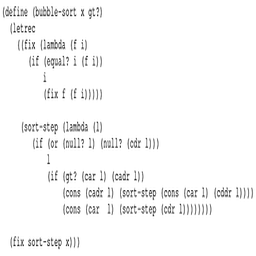 (define (bubble-sort x gt?)
(letrec
((fix (lambda (f i)
(if (equal? i (f i))
i
(fix f (f i)))))
(sort-step (lambda (l)
(if (or (null? l) (null? (cdr l)))
l
(if (gt? (car l) (cadr l))
(cons (cadr l) (sort-step (cons (car l) (cddr l))))
(cons (car l) (sort-step (cdr l))))))))
(fix sort-step x)))